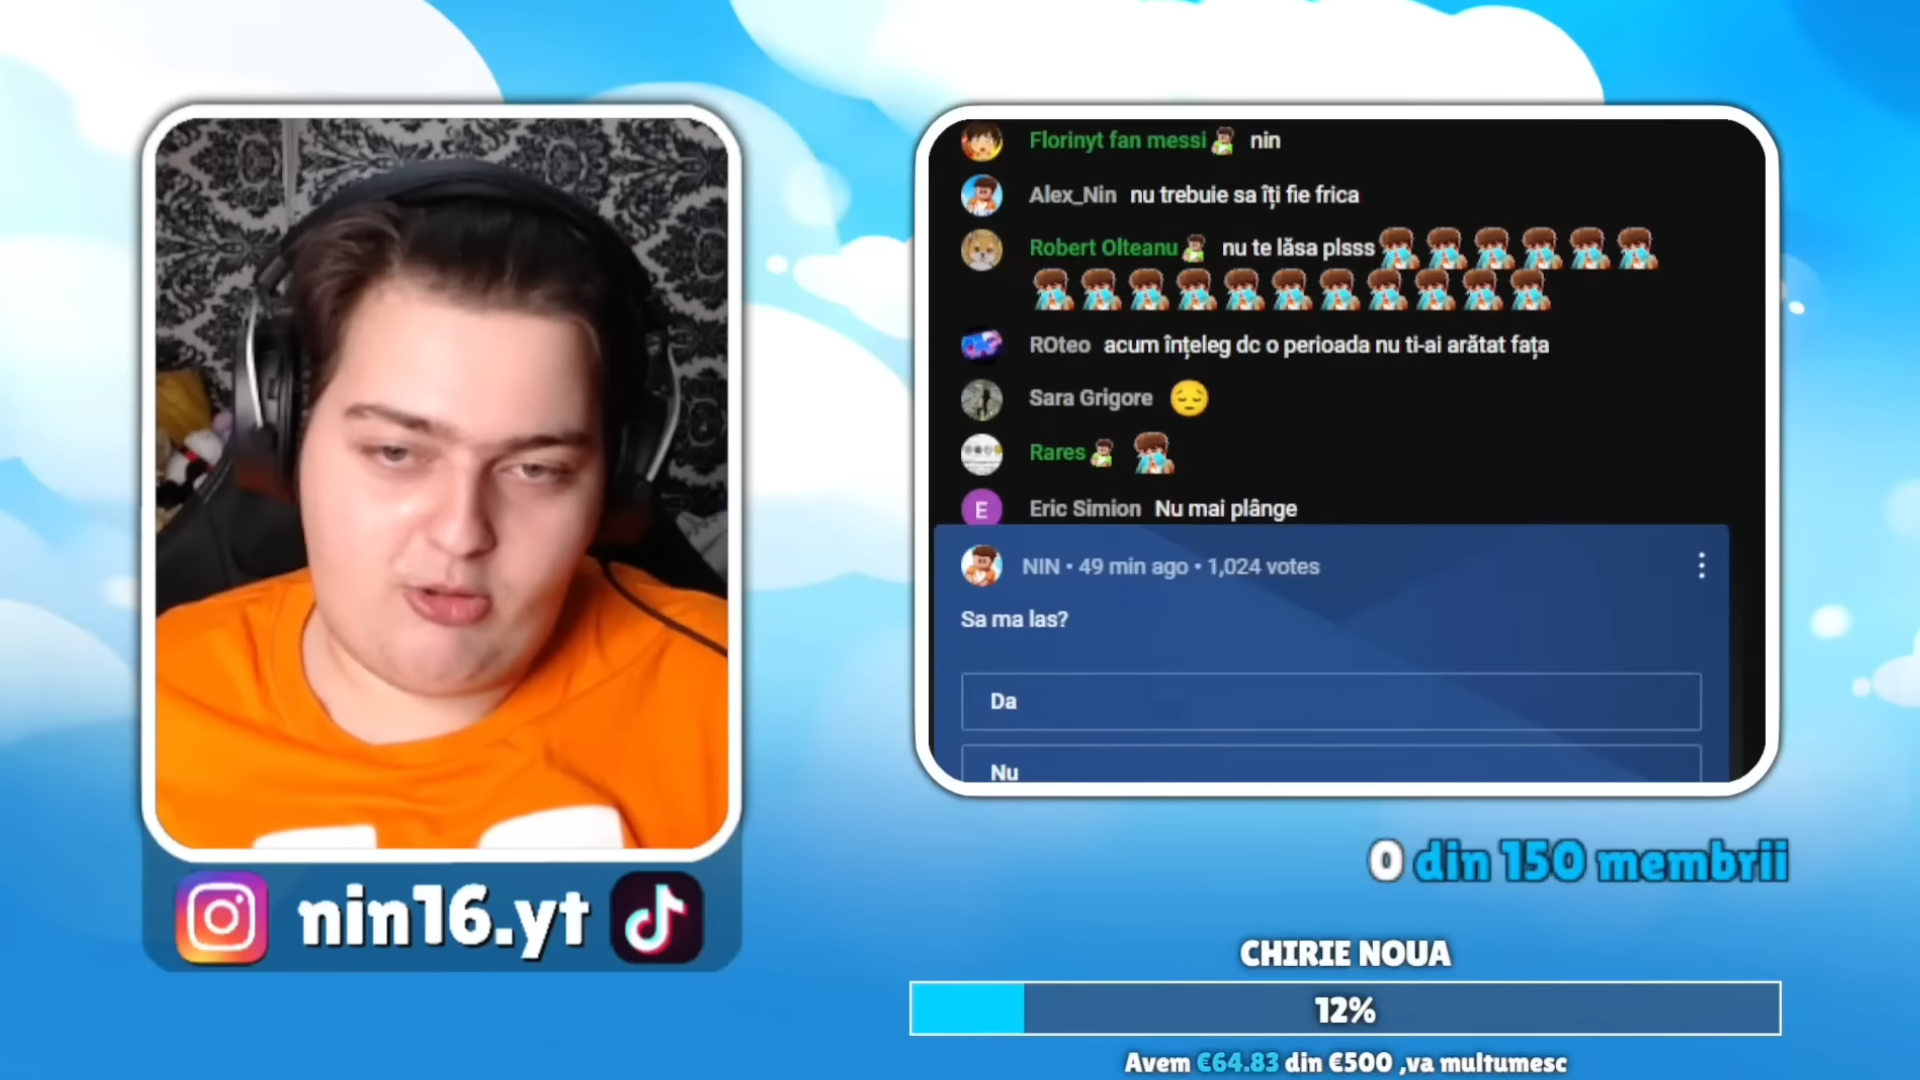 Florinyt fan messi nin
Alex_Nin nu trebuie sa îți fie frica
Robert Olteanu nu te lăsa plsss
ROteo acum înțeleg dc o perioada nu ti-ai arătat fața
Sara Grigore
Rares
E Eric Simion Nu mai plânge
NIN • 49 min ago • 1,024 votes
Sa ma las?
Da
Nu
nin16.yt
0 din 150 membrii
CHIRIE NOUA
12%
Avem €64.83 din €500 ,va multumesc